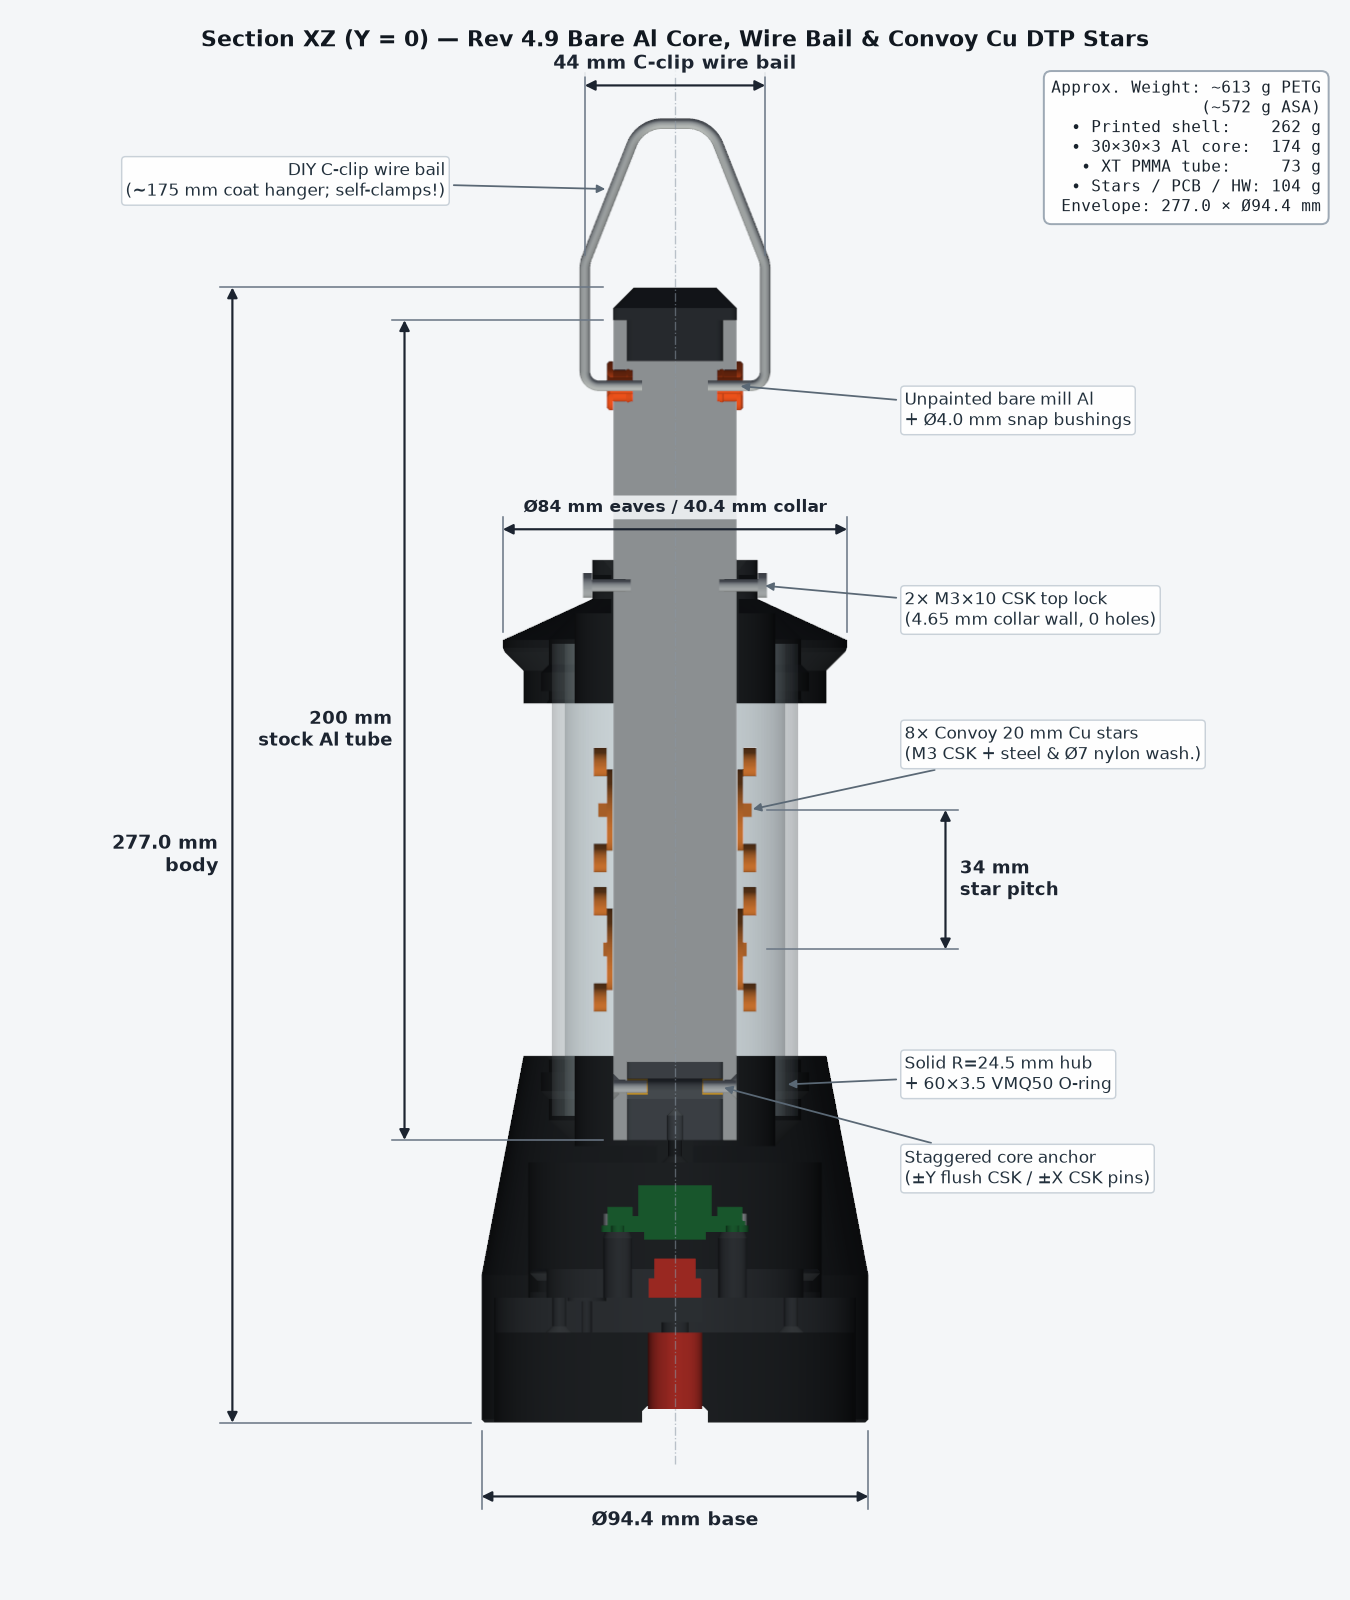 Section XZ (Y = 0) — Rev 4.9 Bare Al Core, Wire Bail & Convoy Cu DTP Stars
44 mm C-clip wire bail
Approx. Weight: ~613 g PETG
(~572 g ASA)
• Printed shell: 262 g
• 30×30×3 Al core: 174 g
• XT PMMA tube: 73 g
• Stars / PCB / HW: 104 g
Envelope: 277.0 × Ø94.4 mm
DIY C-clip wire bail
(~175 mm coat hanger; self-clamps!)
Unpainted bare mill Al
+ Ø4.0 mm snap bushings
Ø84 mm eaves / 40.4 mm collar
2× M3×10 CSK top lock
(4.65 mm collar wall, 0 holes)
200 mm
stock Al tube
8× Convoy 20 mm Cu stars
(M3 CSK + steel & Ø7 nylon wash.)
277.0 mm
body
34 mm
star pitch
Solid R=24.5 mm hub
+ 60×3.5 VMQ50 O-ring
Staggered core anchor
(±Y flush CSK / ±X CSK pins)
Ø94.4 mm base